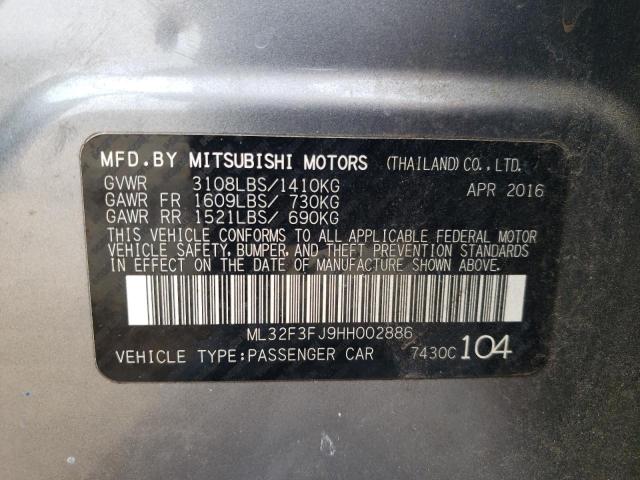 MFD.BY MITSUBISHI MOTORS (THAILAND)CO.,LTD.
GVWR 3108LBS/1410KG APR 2016
GAWR FR 1609LBS/ 730KG
GAWR RR 1521LBS/ 690KG
THIS VEHICLE CONFORMS TO ALL APPLICABLE FEDERAL MOTOR
VEHICLE SAFETY, BUMPER, AND THEFT PREVENTION STANDARDS
IN EFFECT ON THE DATE OF MANUFACTURE SHOWN ABOVE.
ML32F3FJ9HH002886
VEHICLE TYPE:PASSENGER CAR 7430C 104